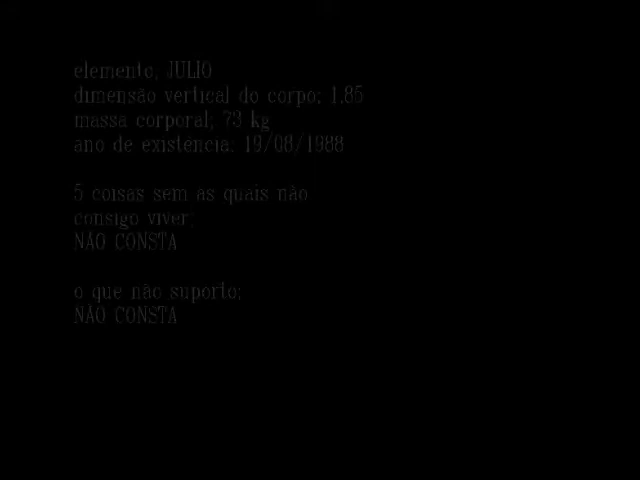 elemento; JULIO
dimensão vertical do corpo; 1.85
massa corporal; 73 kg
ano de existência: 19/08/1988
5 coisas sem as quais não
consigo viver;
NÃO CONSTA
o que não suporto;
NÃO CONSTA